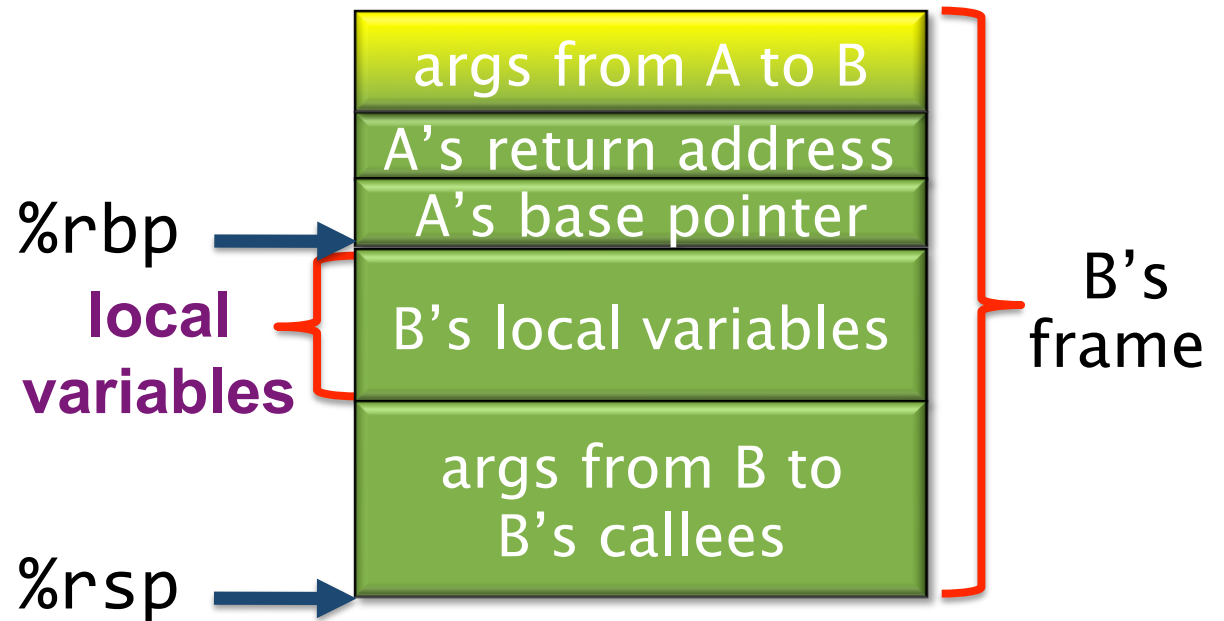 args from A to B
A’s return address
A’s base pointer
%rbp
local
variables
B’s local variables
B’s
frame
args from B to
B’s callees
%rsp